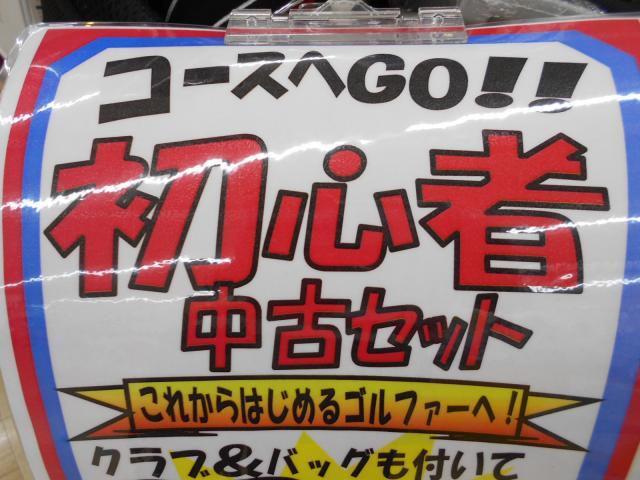 コースへGO!!
初心者
中古セット
これからはじめるゴルファーへ!
クラブ&バッグも付いて